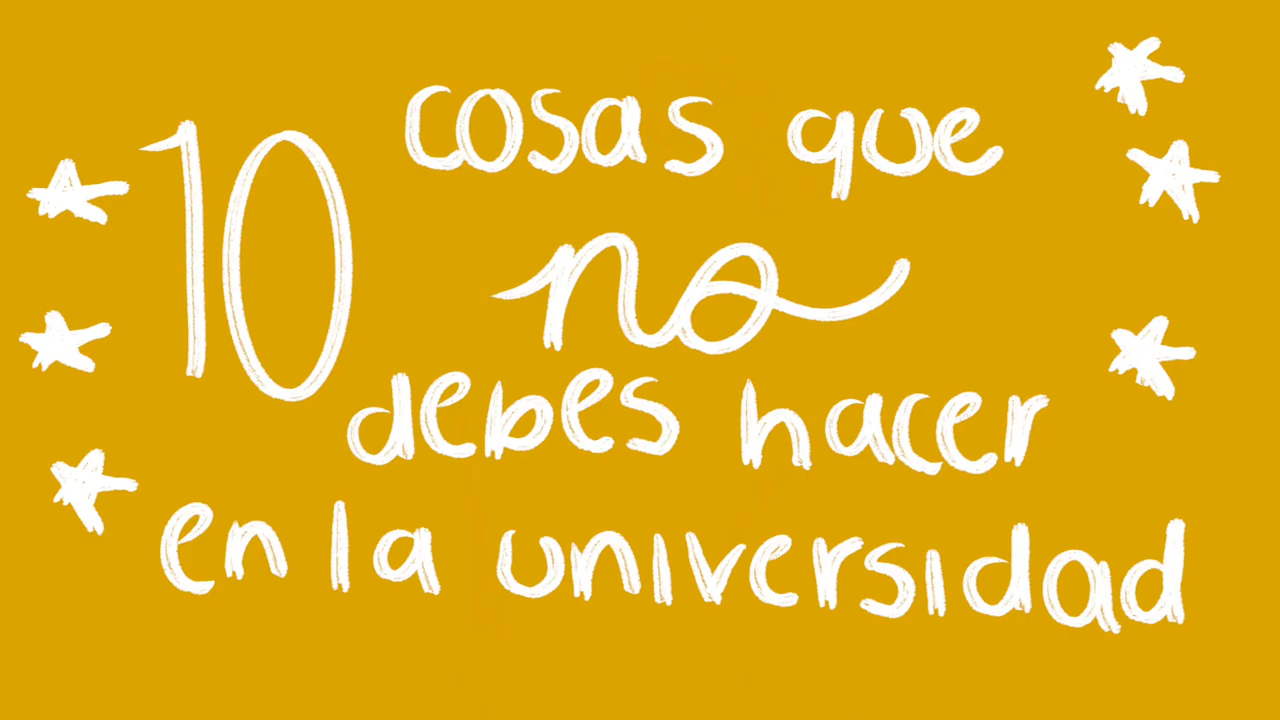 10 cosas que
no
debes hacer
en la universidad